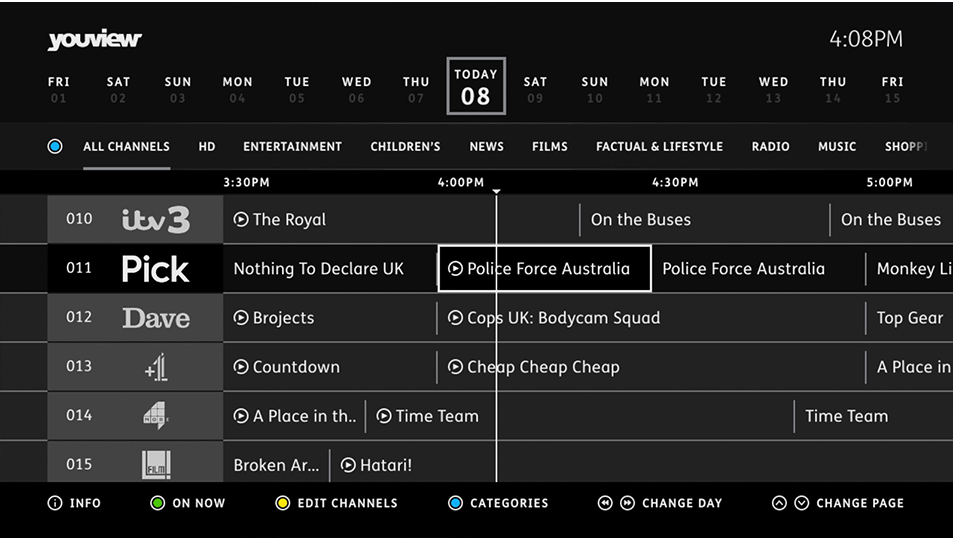 youview 4:08PM
FRI SAT SUN MON TUE WED THU TODAY SAT SUN MON TUE WED THU FRI
01 02 03 04 05 06 07 08 09 10 11 12 13 14 15
ALL CHANNELS HD ENTERTAINMENT CHILDREN'S NEWS FILMS FACTUAL & LIFESTYLE RADIO MUSIC SHOPPI
3:30PM 4:00PM 4:30PM 5:00PM
010 itv3 The Royal On the Buses On the Buses
011 Pick Nothing To Declare UK Police Force Australia Police Force Australia Monkey Li
012 Dave Brojects Cops UK: Bodycam Squad Top Gear
013 +1 Countdown Cheap Cheap Cheap A Place in
014 A Place in th.. Time Team Time Team
015 FILM Broken Ar... Hatari!
INFO ON NOW EDIT CHANNELS CATEGORIES CHANGE DAY CHANGE PAGE